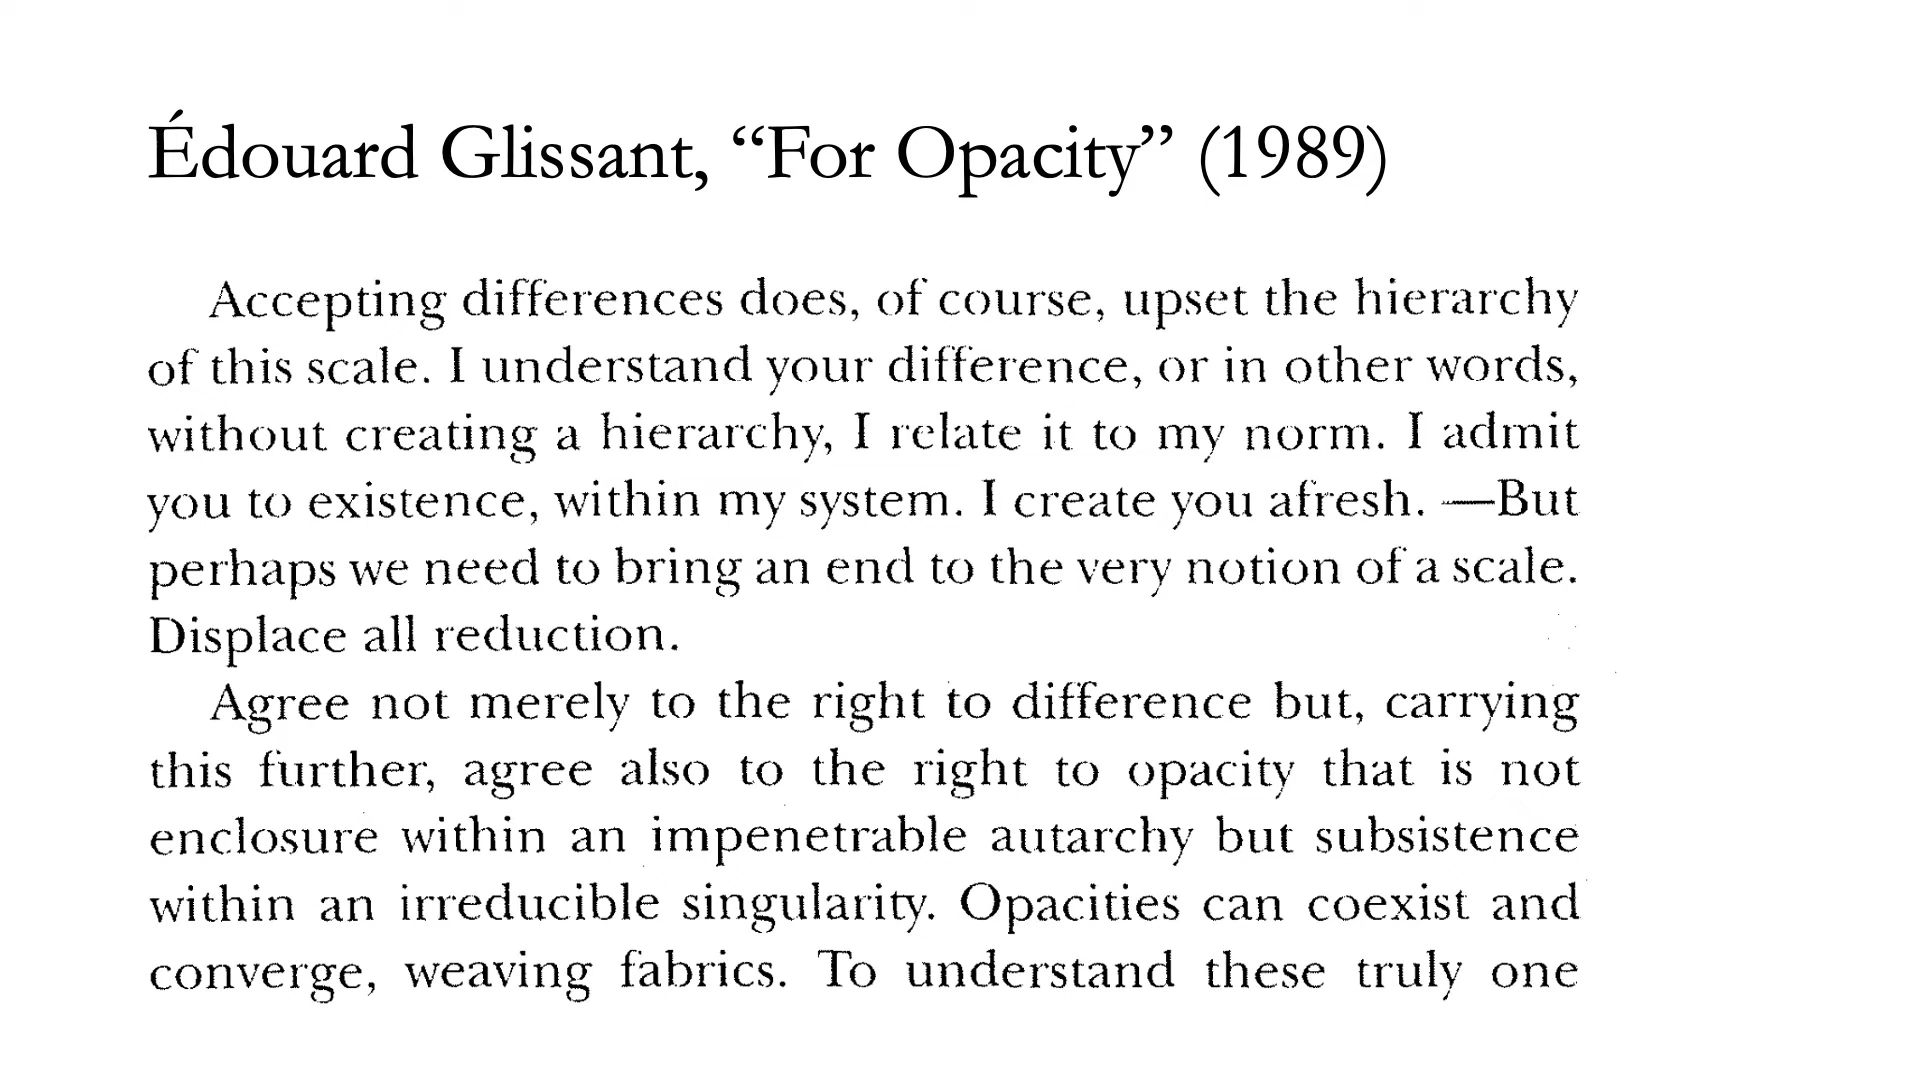 Édouard Glissant, “For Opacity” (1989)
Accepting differences does, of course, upset the hierarchy
of this scale. I understand your difference, or in other words,
without creating a hierarchy, I relate it to my norm. I admit
you to existence, within my system. I create you afresh. —But
perhaps we need to bring an end to the very notion of a scale.
Displace all reduction.
Agree not merely to the right to difference but, carrying
this further, agree also to the right to opacity that is not
enclosure within an impenetrable autarchy but subsistence
within an irreducible singularity. Opacities can coexist and
converge, weaving fabrics. To understand these truly one